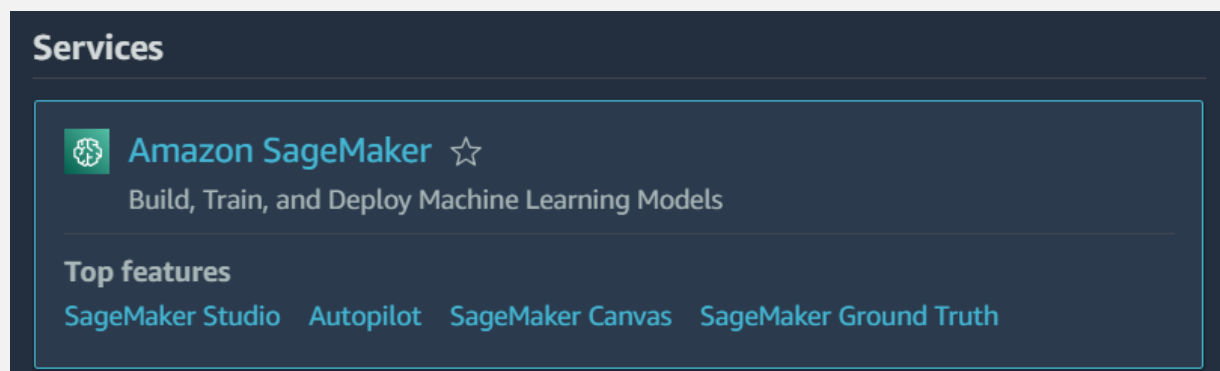 Services
Amazon SageMaker
Build, Train, and Deploy Machine Learning Models
Top features
SageMaker Studio Autopilot SageMaker Canvas SageMaker Ground Truth